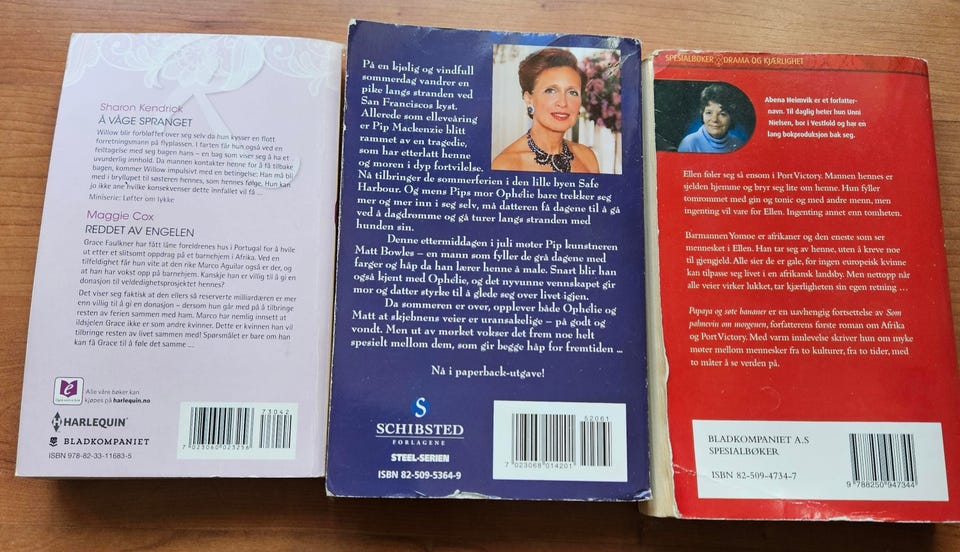 Sharon Kendrick
Å VÅGE SPRANGET
Willow blir forbløffet over seg selv da hun kysser en flott
forretningsmann på flyplassen. I farten får hun også ved en
feiltagelse med seg bagen hans – en bag som viser seg å ha et
uvurderlig innhold. Da mannen kontakter henne for å få tilbake
bagen, kommer Willow impulsivt med en betingelse: Han må bli
med i bryllupet til søsteren hennes, som hennes følge. Hun kan
jo ikke ane hvilke konsekvenser dette innfallet vil få ...
Miniserie: Løfter om lykke
Maggie Cox
REDDET AV ENGELEN
Grace Faulkner har fått låne foreldrenes hus i Portugal for å hvile
ut etter et slitsomt oppdrag på et barnehjem i Afrika. Ved en
tilfeldighet får hun vite at den rike Marco Aguilar også er der, og
at han har vokst opp på barnehjem. Kanskje han er villig til å gi en
donasjon til veldedighetsprosjektet hennes?
Det viser seg faktisk at den ellers så reserverte milliardæren er mer
enn villig til å gi en donasjon – dersom hun går med på å tilbringe
resten av ferien sammen med ham. Marco har nemlig innsett at
ildsjelen Grace ikke er som andre kvinner. Dette er kvinnen han vil
tilbringe resten av livet sammen med! Spørsmålet er bare om han
kan få Grace til å føle det samme ...
Alle våre bøker kan
kjøpes på harlequin.no
HARLEQUIN
BLADKOMPANIET
ISBN 978-82-33-11683-5
73042
7 023060 023256
På en kjølig og vindfull
sommerdag vandrer en
pike langs stranden ved
San Franciscos kyst.
Allerede som elleveåring
er Pip Mackenzie blitt
rammet av en tragedie,
som har etterlatt henne
og moren i dyp fortvilelse.
Nå tilbringer de sommerferien i den lille byen Safe
Harbour. Og mens Pips mor Ophelie bare trekker seg
mer og mer inn i seg selv, må datteren få dagene til å gå
ved å dagdrømme og gå turer langs stranden med
hunden sin.
Denne ettermiddagen i juli møter Pip kunstneren
Matt Bowles – en mann som fyller de grå dagene med
farger og håp da han lærer henne å male. Snart blir han
også kjent med Ophelie, og det nyvunne vennskapet gir
mor og datter styrke til å glede seg over livet igjen.
Da sommeren er over, opplever både Ophelie og
Matt at skjebnens veier er uransakelige – på godt og
vondt. Men ut av mørket vokser det frem noe helt
spesielt mellom dem, som gir begge håp for fremtiden ...
Nå i paperback-utgave!
S
SCHIBSTED
FORLAGENE
STEEL-SERIEN
ISBN 82-509-5364-9
52061
7 023068 014201
SPESIALBØKER DRAMA OG KJÆRLIGHET
Abena Heimvik er et forfatter-
navn. Til daglig heter hun Unni
Nielsen, bor i Vestfold og har en
lang bokproduksjon bak seg.
Ellen føler seg så ensom i Port Victory. Mannen hennes er
sjelden hjemme og bryr seg lite om henne. Hun fyller
tomrommet med gin og tonic og med andre menn, men
ingenting vil vare for Ellen. Ingenting annet enn tomheten.
Barmannen Yomoe er afrikaner og den eneste som ser
mennesket i Ellen. Han tar seg av henne, uten å kreve noe
til gjengjeld. Alle sier de er gale, for ingen europeisk kvinne
kan tilpasse seg livet i en afrikansk landsby. Men nettopp når
alle veier virker lukket, tar kjærligheten sin egen retning ...
Papaya og søte bananer er en uavhengig fortsettelse av Som
palmevin om morgenen, forfatterens første roman om Afrika
og Port Victory. Med varm innlevelse skriver hun om myke
møter mellom mennesker fra to kulturer, fra to tider, med
to måter å se verden på.
BLADKOMPANIET A.S
SPESIALBØKER
ISBN 82-509-4734-7
9 788250 947344